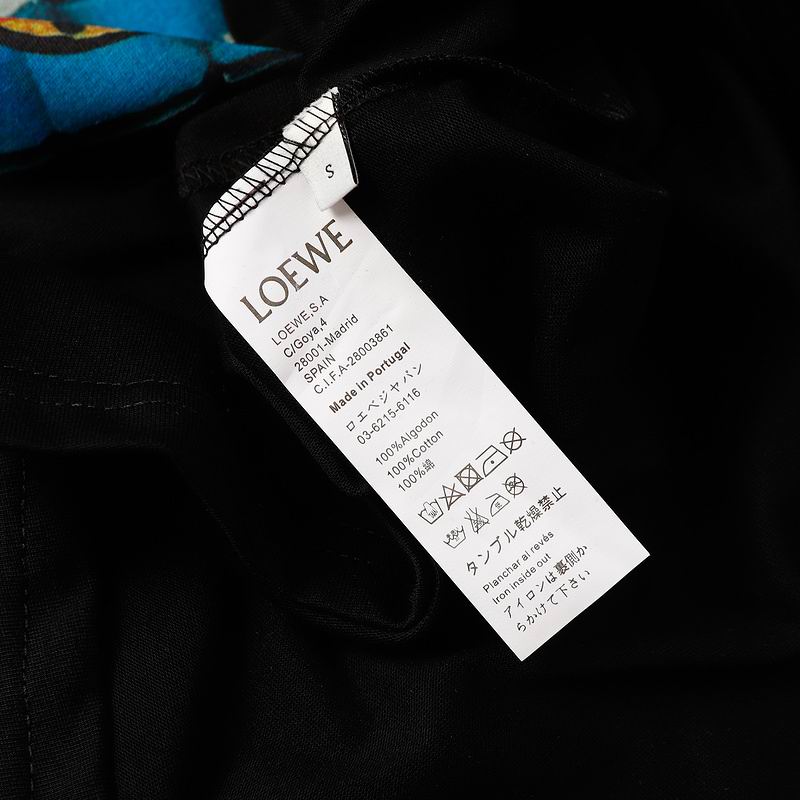 S
LOEWE
LOEWE,S.A
C/Goya,4
28001-Madrid
SPAIN
C.I.F.A-28003861
Made in Portugal
ロエベジャパン
03-6215-6116
100%Algodon
100%Cotton
100%綿
タンブル乾燥禁止
Planchar al revés
Iron inside out
アイロンは裏側か
らかけて下さい